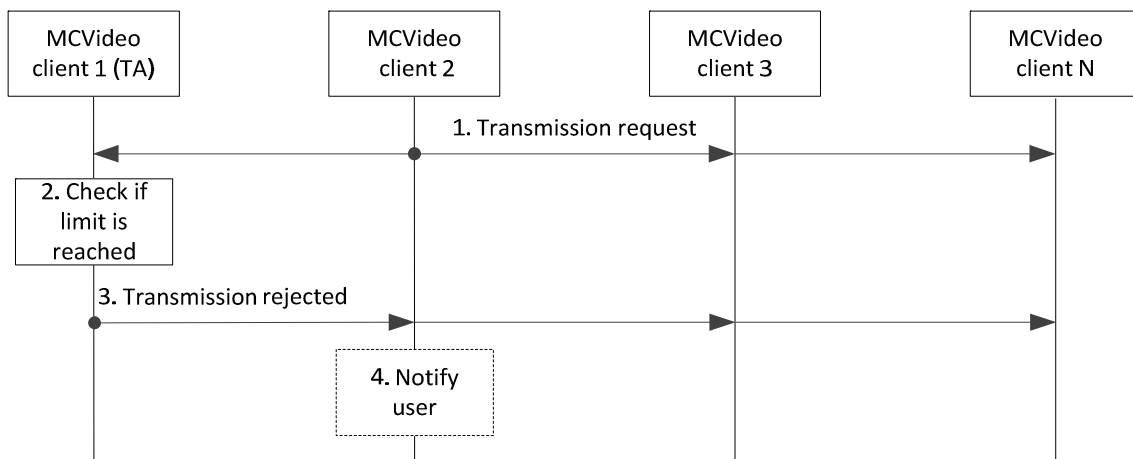 MCVideo
client 1 (TA)
MCVideo
client 2
MCVideo
client 3
MCVideo
client N
1. Transmission request
2. Check if
limit is
reached
3. Transmission rejected
4. Notify
user